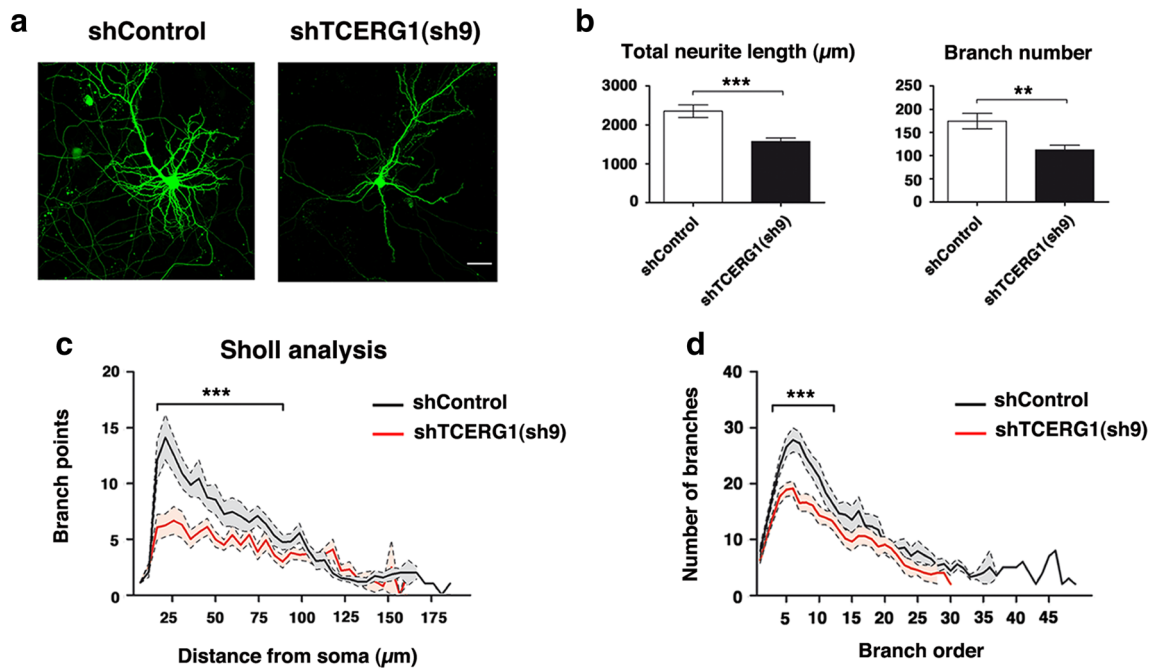 a
shControl
shTCERG1(sh9)
b
Total neurite length (µm)
3000
2000
1000
0
***
shControl
shTCERG1(sh9)
Branch number
250
200
150
100
50
0
**
shControl
shTCERG1(sh9)
c
Sholl analysis
Branch points
20
15
10
5
0
***
shControl
shTCERG1(sh9)
25 50 75 100 125 150 175
Distance from soma (µm)
d
Number of branches
40
30
20
10
0
***
shControl
shTCERG1(sh9)
5 10 15 20 25 30 35 40 45
Branch order